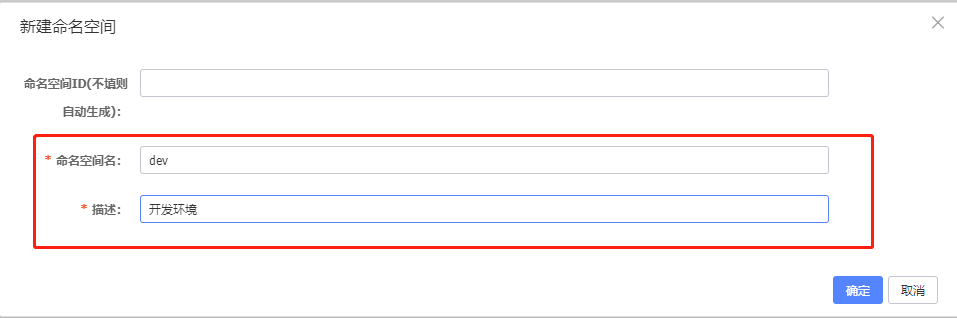 新建命名空间
命名空间ID(不填则
自动生成):
* 命名空间名: dev
* 描述: 开发环境
确定 取消